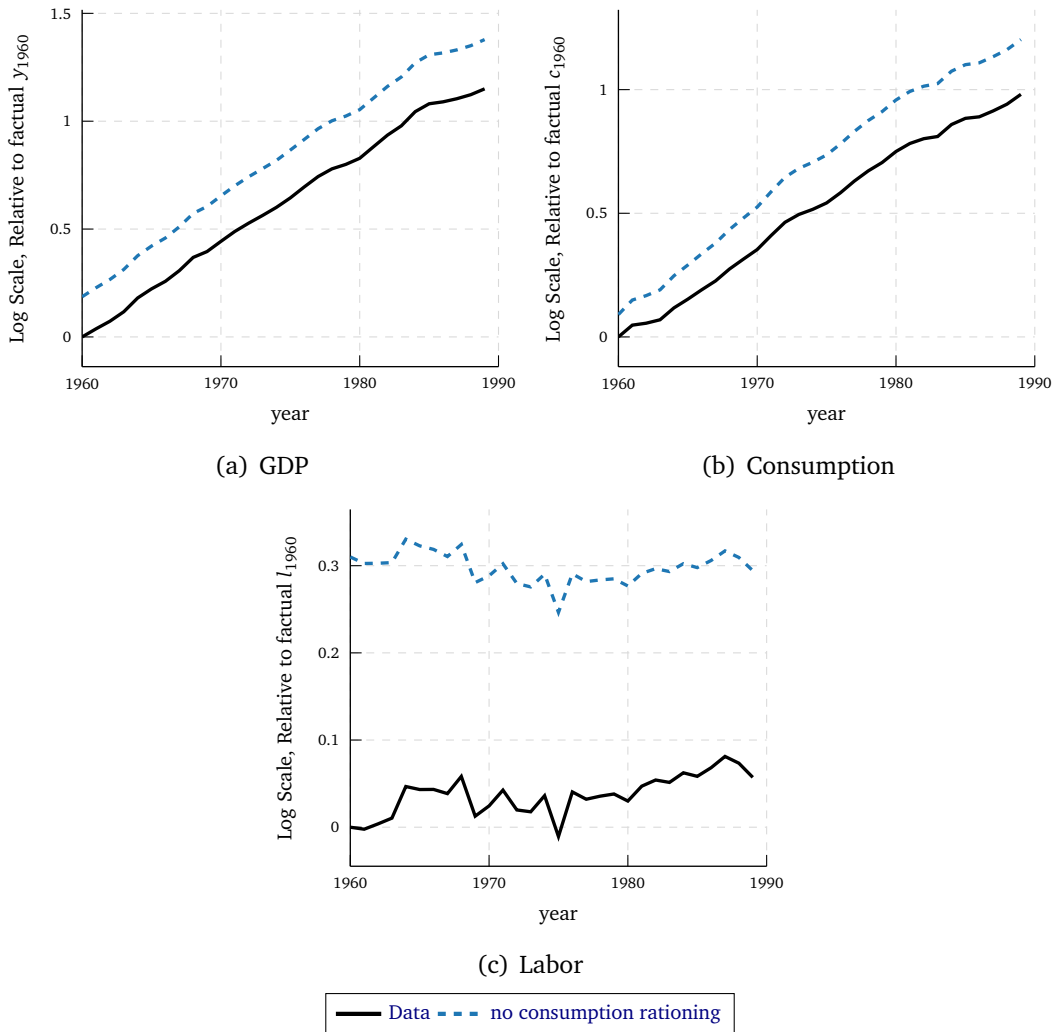 Log Scale, Relative to factual y1960
1.5
1
0.5
0
1960 1970 1980 1990
year
(a) GDP
Log Scale, Relative to factual c1960
1
0.5
0
1960 1970 1980 1990
year
(b) Consumption
Log Scale, Relative to factual l1960
0.3
0.2
0.1
0
1960 1970 1980 1990
year
(c) Labor
Data no consumption rationing